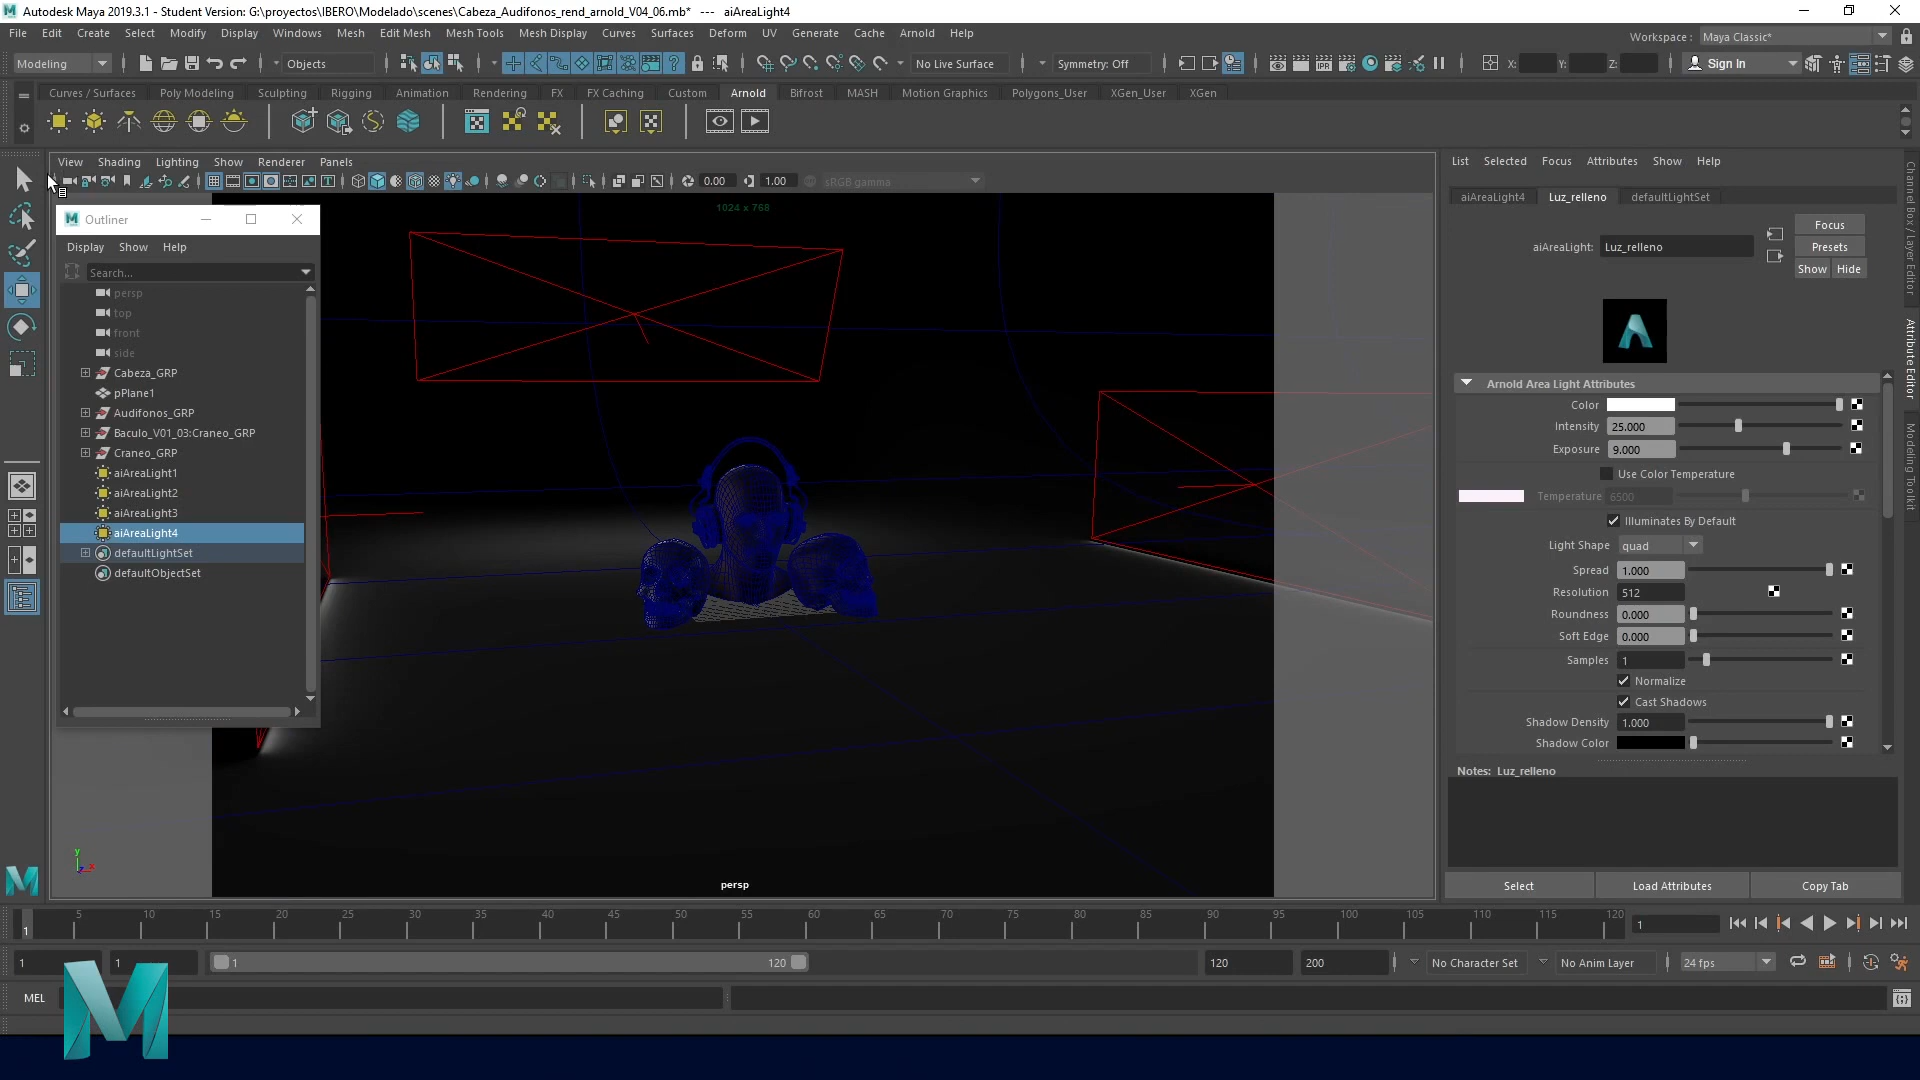 Autodesk Maya 2019.3.1 - Student Version: G:\proyectos\IBERO\Modelado\scenes\Cabeza_Audifonos_rend_arnold_V04_06.mb* --- aiAreaLight4
File Edit Create Select Modify Display Windows Mesh Edit Mesh Mesh Tools Mesh Display Curves Surfaces Deform UV Generate Cache Arnold Help
Workspace : Maya Classic*
Modeling Objects No Live Surface Symmetry: Off X: Y: Z: Sign In
Curves / Surfaces Poly Modeling Sculpting Rigging Animation Rendering FX FX Caching Custom Arnold Bifrost MASH Motion Graphics Polygons_User XGen_User XGen
IPR
View Shading Lighting Show Renderer Panels
0.00 1.00 sRGB gamma
1024 x 768
Outliner
Display Show Help
Search...
persp
top
front
side
Cabeza_GRP
pPlane1
Audifonos_GRP
Baculo_V01_03:Craneo_GRP
Craneo_GRP
aiAreaLight1
aiAreaLight2
aiAreaLight3
aiAreaLight4
defaultLightSet
defaultObjectSet
y
x
persp
List Selected Focus Attributes Show Help
aiAreaLight4 Luz_relleno defaultLightSet
Focus
aiAreaLight: Luz_relleno
Presets
Show Hide
Arnold Area Light Attributes
Color
Intensity 25.000
Exposure 9.000
Use Color Temperature
Temperature 6500
Illuminates By Default
Light Shape quad
Spread 1.000
Resolution 512
Roundness 0.000
Soft Edge 0.000
Samples 1
Normalize
Cast Shadows
Shadow Density 1.000
Shadow Color
Notes: Luz_relleno
Select Load Attributes Copy Tab
Channel Box / Layer Editor
Attribute Editor
Modeling Toolkit
1 5 10 15 20 25 30 35 40 45 50 55 60 65 70 75 80 85 90 95 100 105 110 115 120 1
1 1 1 120 120 200 No Character Set No Anim Layer 24 fps
MEL